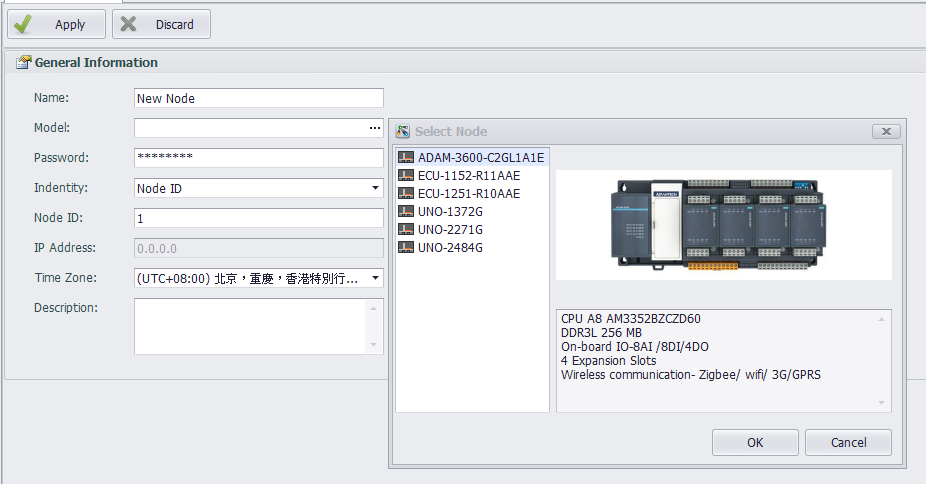 Apply
Discard
General Information
Name:
New Node
Model:
...
Password:
********
Indentity:
Node ID
Node ID:
1
IP Address:
0.0.0.0
Time Zone:
(UTC+08:00) 北京，重慶，香港特別行...
Description:
Select Node
ADAM-3600-C2GL1A1E
ECU-1152-R11AAE
ECU-1251-R10AAE
UNO-1372G
UNO-2271G
UNO-2484G
ADVANTECH
CPU A8 AM3352BZCZD60
DDR3L 256 MB
On-board IO-8AI /8DI/4DO
4 Expansion Slots
Wireless communication- Zigbee/ wifi/ 3G/GPRS
OK
Cancel